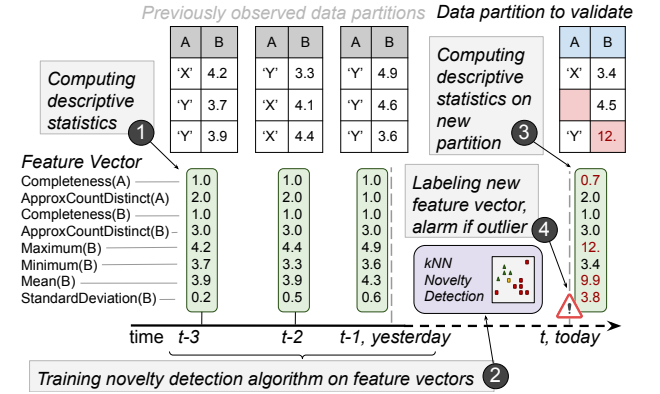 Previously observed data partitions
Data partition to validate
A B
'X' 4.2
'Y' 3.7
'Y' 3.9
A B
'Y' 3.3
'X' 4.1
'X' 4.4
A B
'Y' 4.9
'Y' 4.6
'Y' 3.6
A B
'X' 3.4
4.5
'Y' 12.
Computing
descriptive
statistics
1
Computing
descriptive
statistics on
new
partition
3
Feature Vector
Completeness(A) 1.0 1.0 1.0 0.7
ApproxCountDistinct(A) 2.0 2.0 1.0 2.0
Completeness(B) 1.0 1.0 1.0 1.0
ApproxCountDistinct(B) 3.0 3.0 3.0 3.0
Maximum(B) 4.2 4.4 4.9 12.
Minimum(B) 3.7 3.3 3.6 3.4
Mean(B) 3.9 3.9 4.3 9.9
StandardDeviation(B) 0.2 0.5 0.6 3.8
Labeling new
feature vector,
alarm if outlier
4
kNN
Novelty
Detection
!
time t-3 t-2 t-1, yesterday t, today
Training novelty detection algorithm on feature vectors
2